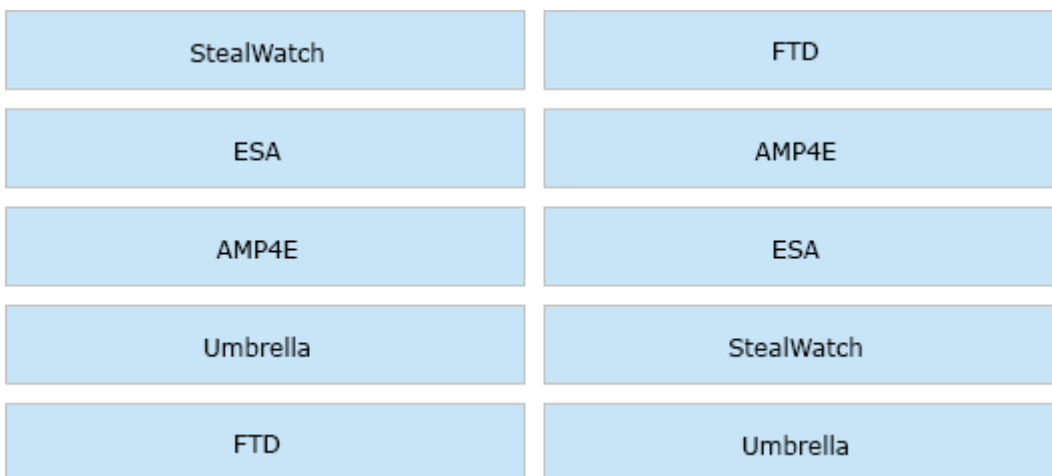 StealWatch FTD
ESA AMP4E
AMP4E ESA
Umbrella StealWatch
FTD Umbrella